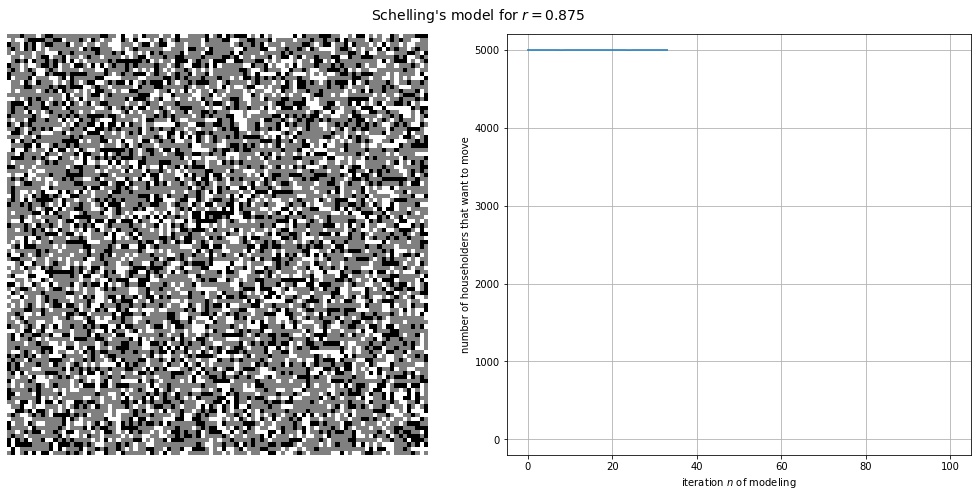 Schelling's model for r = 0.875
5000
4000
3000
2000
1000
0
number of householders that want to move
0 20 40 60 80 100
iteration n of modeling